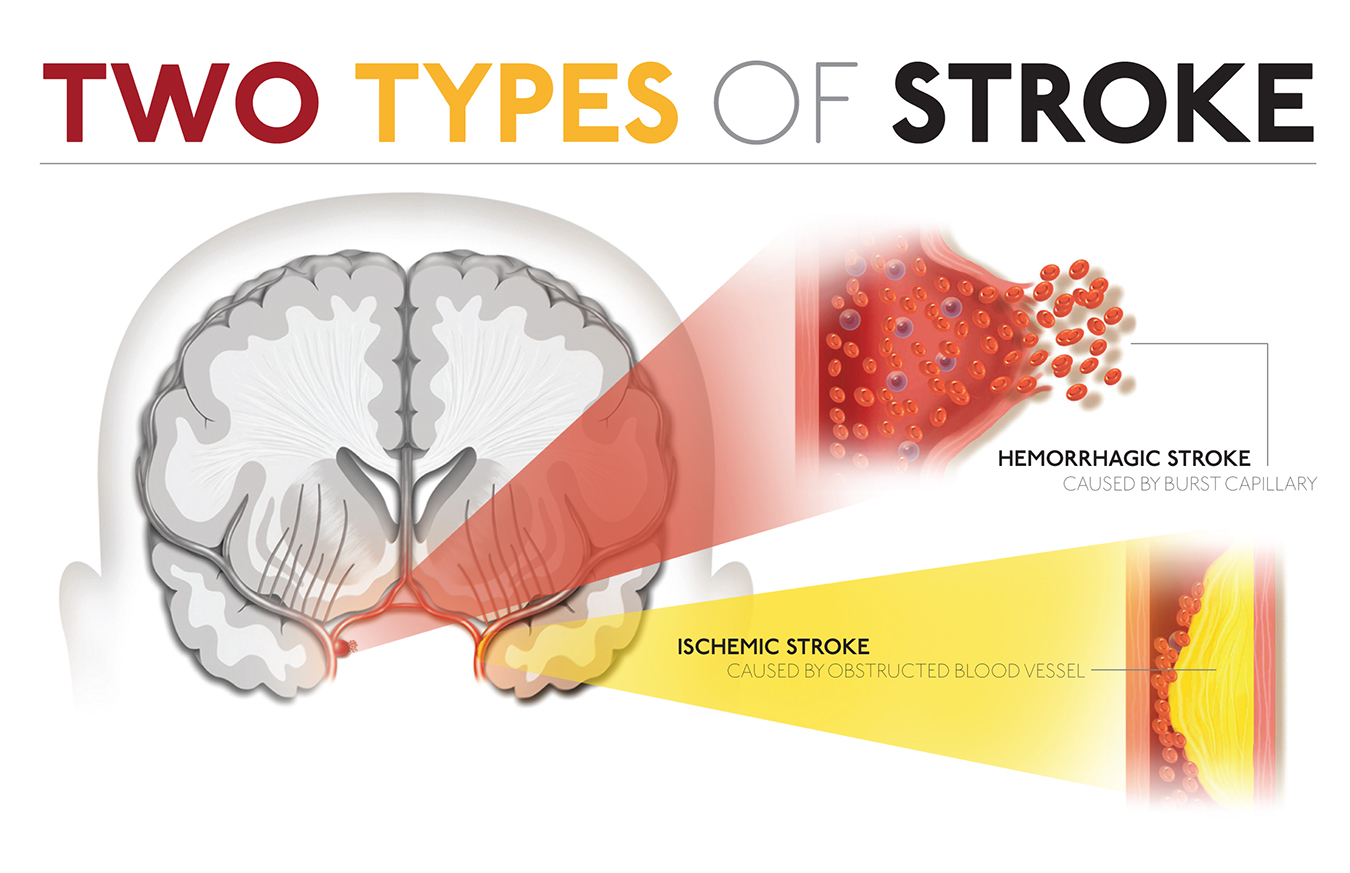 TWO TYPES OF STROKE
HEMORRHAGIC STROKE
CAUSED BY BURST CAPILLARY
ISCHEMIC STROKE
CAUSED BY OBSTRUCTED BLOOD VESSEL